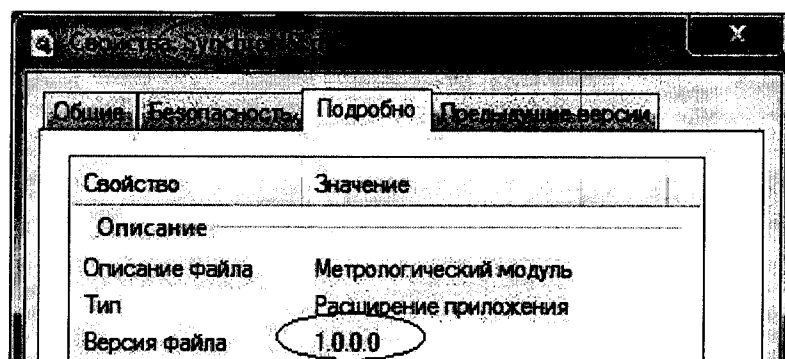 Свойства:
Общие Безопасность Подробно Предыдущие версии
Свойство Значение
Описание
Описание файла Метрологический модуль
Тип Расширение приложения
Версия файла 1.0.0.0